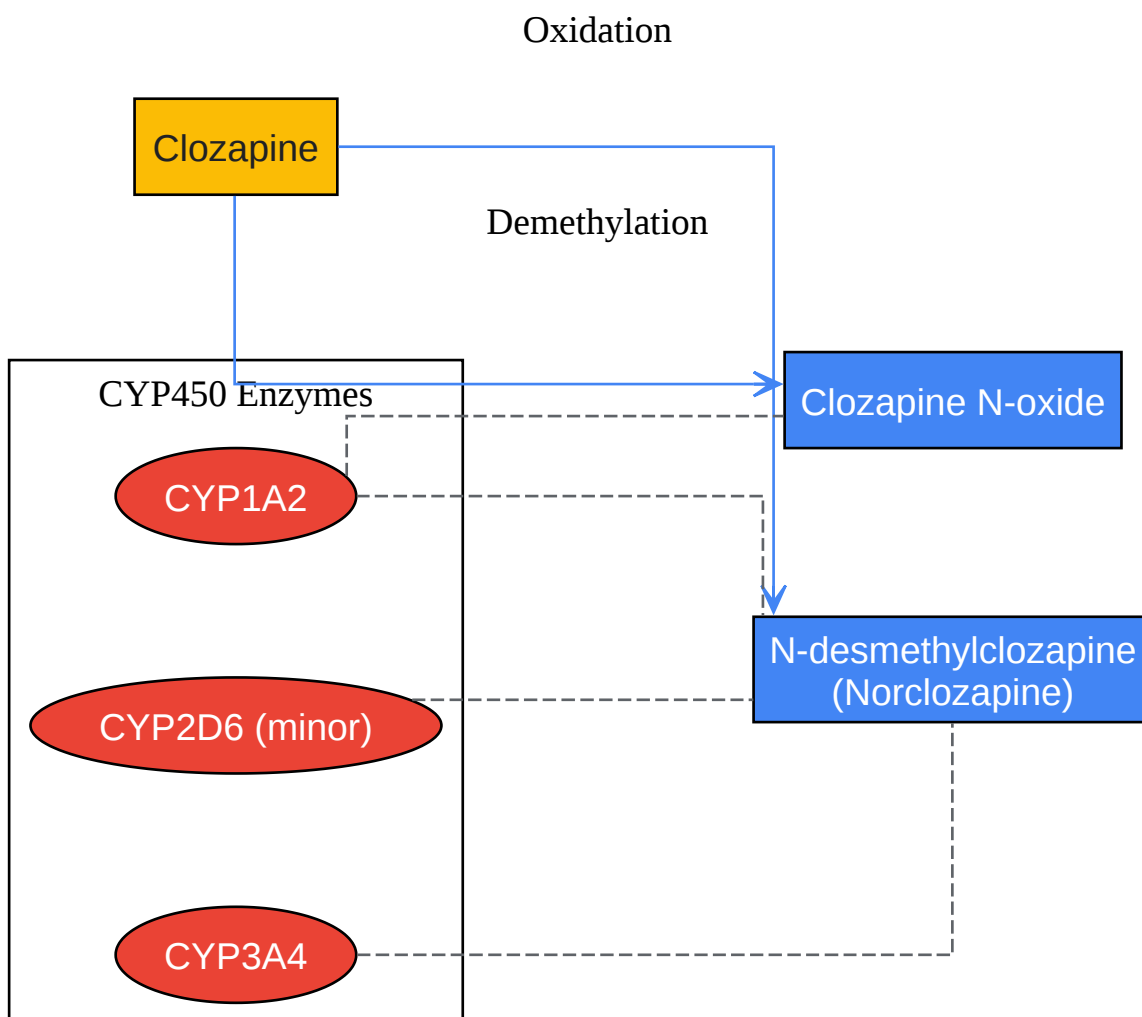 Oxidation
Clozapine
Demethylation
CYP450 Enzymes
Clozapine N-oxide
CYP1A2
N-desmethylclozapine
(Norclozapine)
CYP2D6 (minor)
CYP3A4